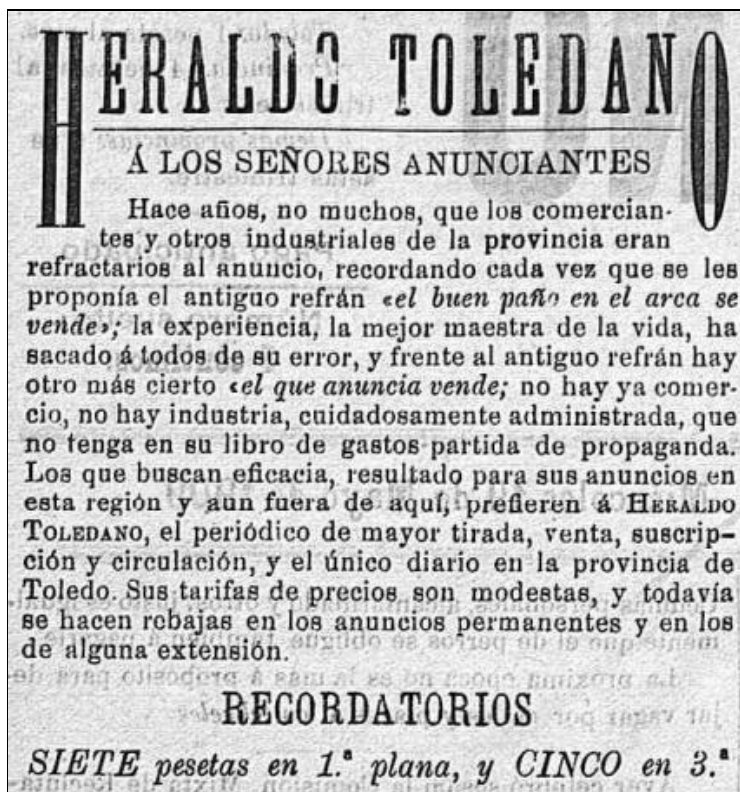 HERALDO TOLEDANO
Á LOS SEÑORES ANUNCIANTES
Hace años, no muchos, que los comercian-
tes y otros industriales de la provincia eran
refractarios al anuncio, recordando cada vez que se les
proponía el antiguo refrán «el buen paño en el arca se
vende»; la experiencia, la mejor maestra de la vida, ha
sacado á todos de su error, y frente al antiguo refrán hay
otro más cierto «el que anuncia vende; no hay ya comer-
cio, no hay industria, cuidadosamente administrada, que
no tenga en su libro de gastos partida de propaganda.
Los que buscan eficacia, resultado para sus anuncios en
esta región y aun fuera de aquí, prefieren á HERALDO
TOLEDANO, el periódico de mayor tirada, venta, suscrip-
ción y circulación, y el único diario en la provincia de
Toledo. Sus tarifas de precios son modestas, y todavía
se hacen rebajas en los anuncios permanentes y en los
de alguna extensión.
RECORDATORIOS
SIETE pesetas en 1.ª plana, y CINCO en 3.ª